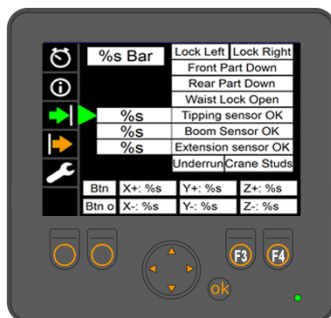 %s Bar Lock Left Lock Right
Front Part Down
Rear Part Down
Waist Lock Open
%s Tipping sensor OK
%s Boom Sensor OK
%s Extension sensor OK
Underrun Crane Studs
Btn X+: %s Y+: %s Z+: %s
Btn o X-: %s Y-: %s Z-: %s
F3 F4
ok